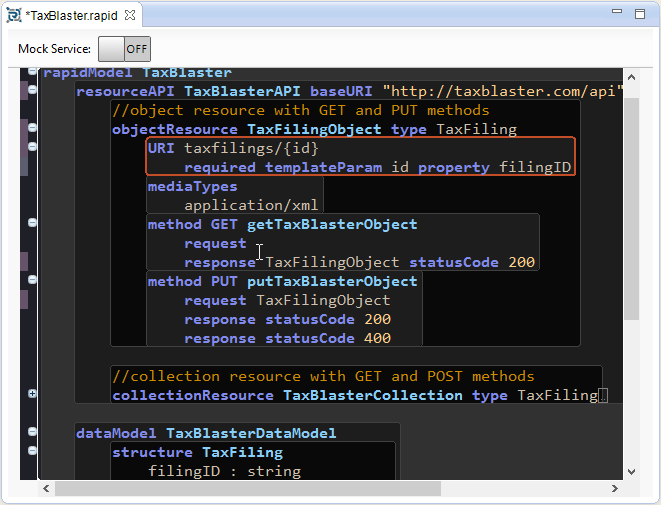 *TaxBlaster.rapid
Mock Service: OFF
rapidModel TaxBlaster
resourceAPI TaxBlasterAPI baseURI "http://taxblaster.com/api"
//object resource with GET and PUT methods
objectResource TaxFilingObject type TaxFiling
URI taxfilings/{id}
required templateParam id property filingID
mediaTypes
application/xml
method GET getTaxBlasterObject
request
response TaxFilingObject statusCode 200
method PUT putTaxBlasterObject
request TaxFilingObject
response statusCode 200
response statusCode 400
//collection resource with GET and POST methods
collectionResource TaxBlasterCollection type TaxFiling
dataModel TaxBlasterDataModel
structure TaxFiling
filingID : string